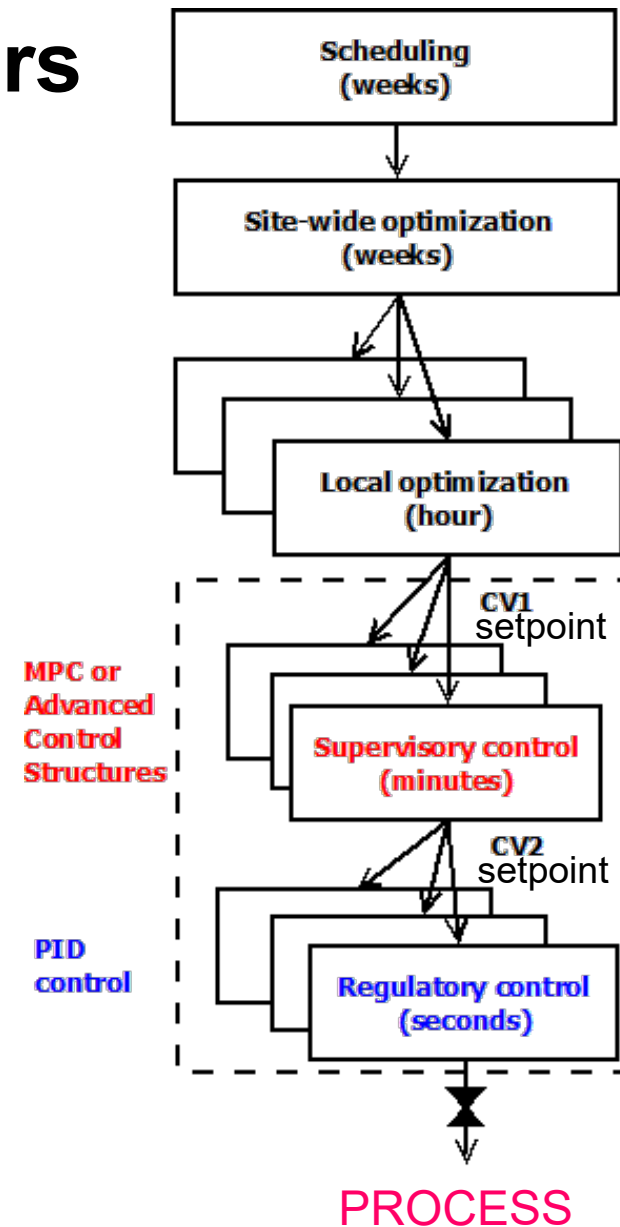 rs
Scheduling
(weeks)
Site-wide optimization
(weeks)
Local optimization
(hour)
CV1
setpoint
MPC or
Advanced
Control
Structures
Supervisory control
(minutes)
CV2
setpoint
PID
control
Regulatory control
(seconds)
PROCESS